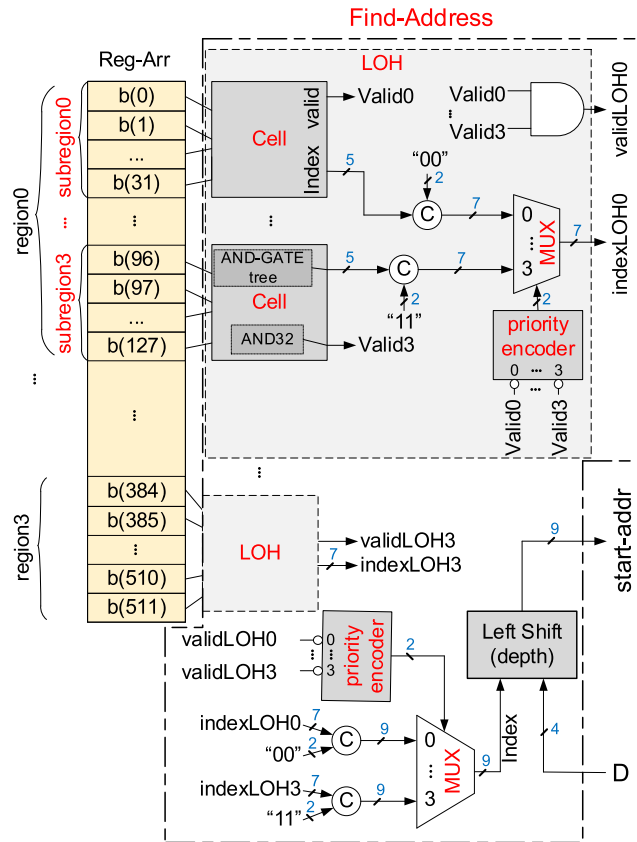 Find-Address
Reg-Arr
LOH
b(0)
b(1)
...
b(31)
...
b(96)
b(97)
...
b(127)
...
b(384)
b(385)
...
b(510)
b(511)
region0
subregion0
...
subregion3
...
region3
Cell
valid
Index
Valid0
Valid0
...
Valid3
validLOH0
5
"00"
2
C
7
...
AND-GATE
tree
Cell
AND32
5
C
7
2
"11"
Valid3
0
...
3
MUX
7
indexLOH0
2
priority
encoder
0 ... 3
...
Valid0
Valid3
...
LOH
validLOH3
7
indexLOH3
9
start-addr
validLOH0
validLOH3
0
...
3
priority
encoder
2
Left Shift
(depth)
indexLOH0
7
"00"
2
C
9
indexLOH3
7
"11"
2
C
9
0
...
3
MUX
9
Index
4
D